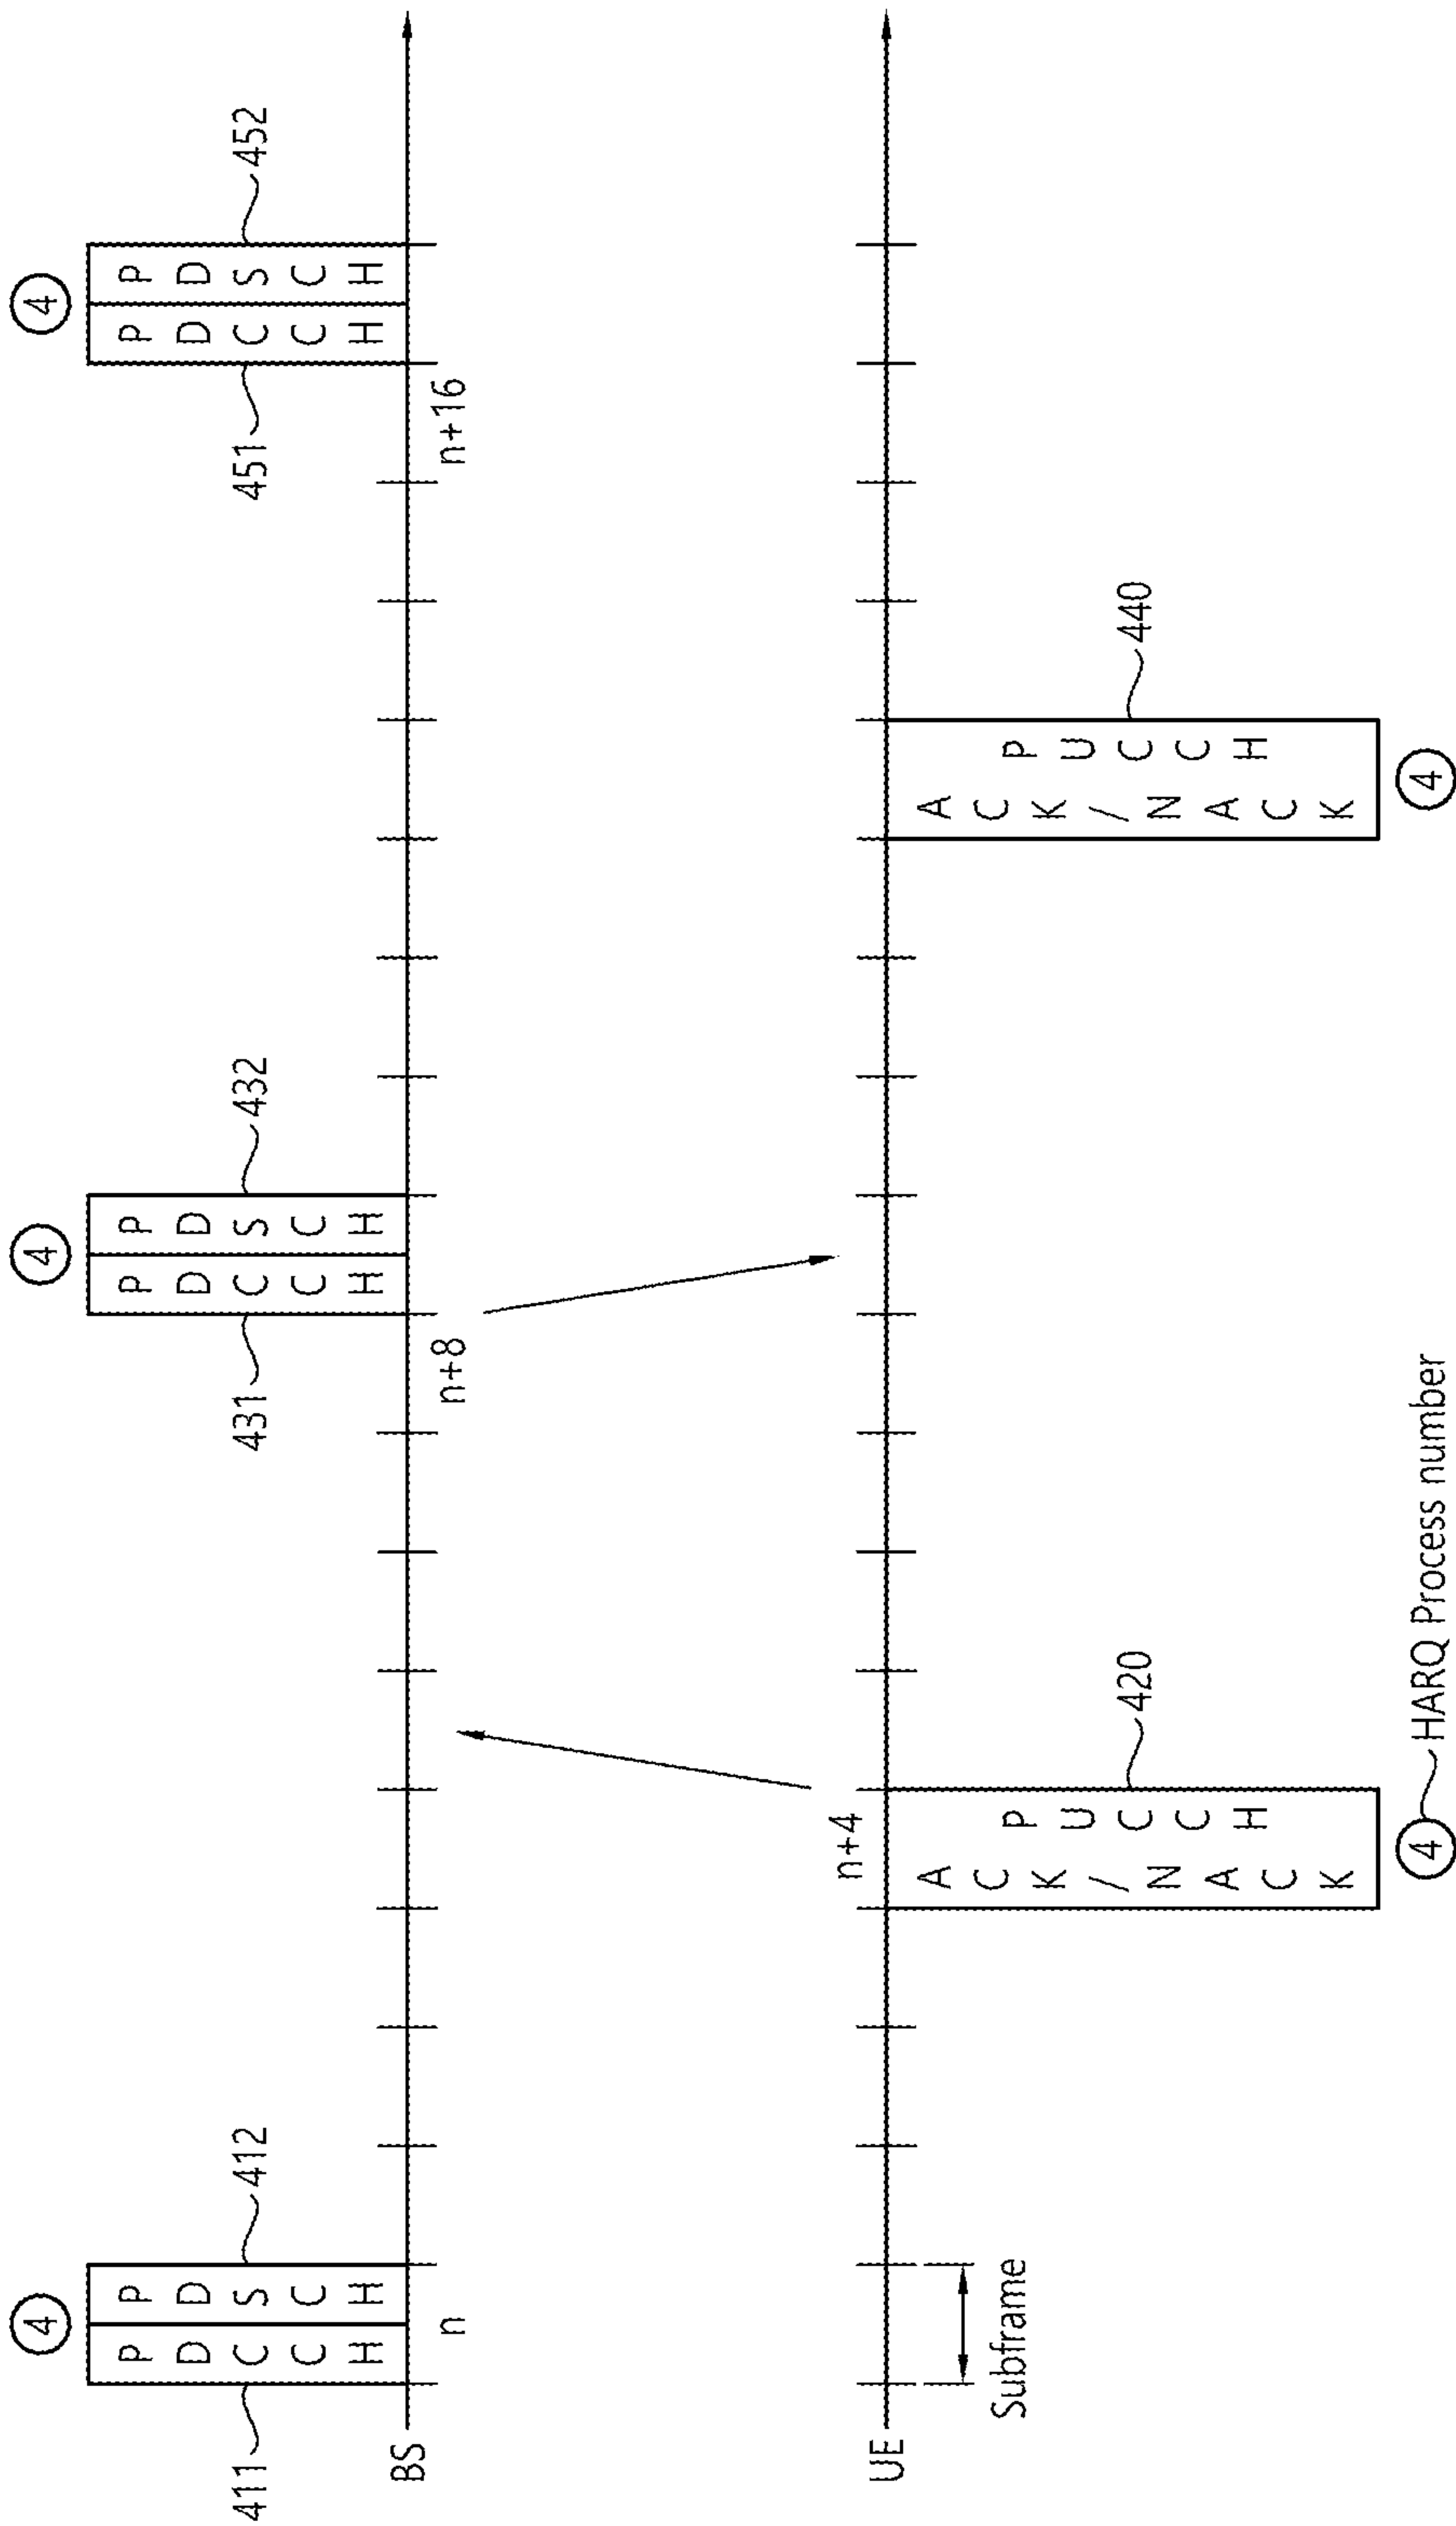 4
4
4
PDCCH
PDSCH
PDCCH
PDSCH
PDCCH
PDSCH
411
412
431
432
451
452
BS
n
n+8
n+16
n+4
UE
Subframe
ACK/NACK
PUCCH
ACK/NACK
PUCCH
420
440
4
HARQ Process number
4